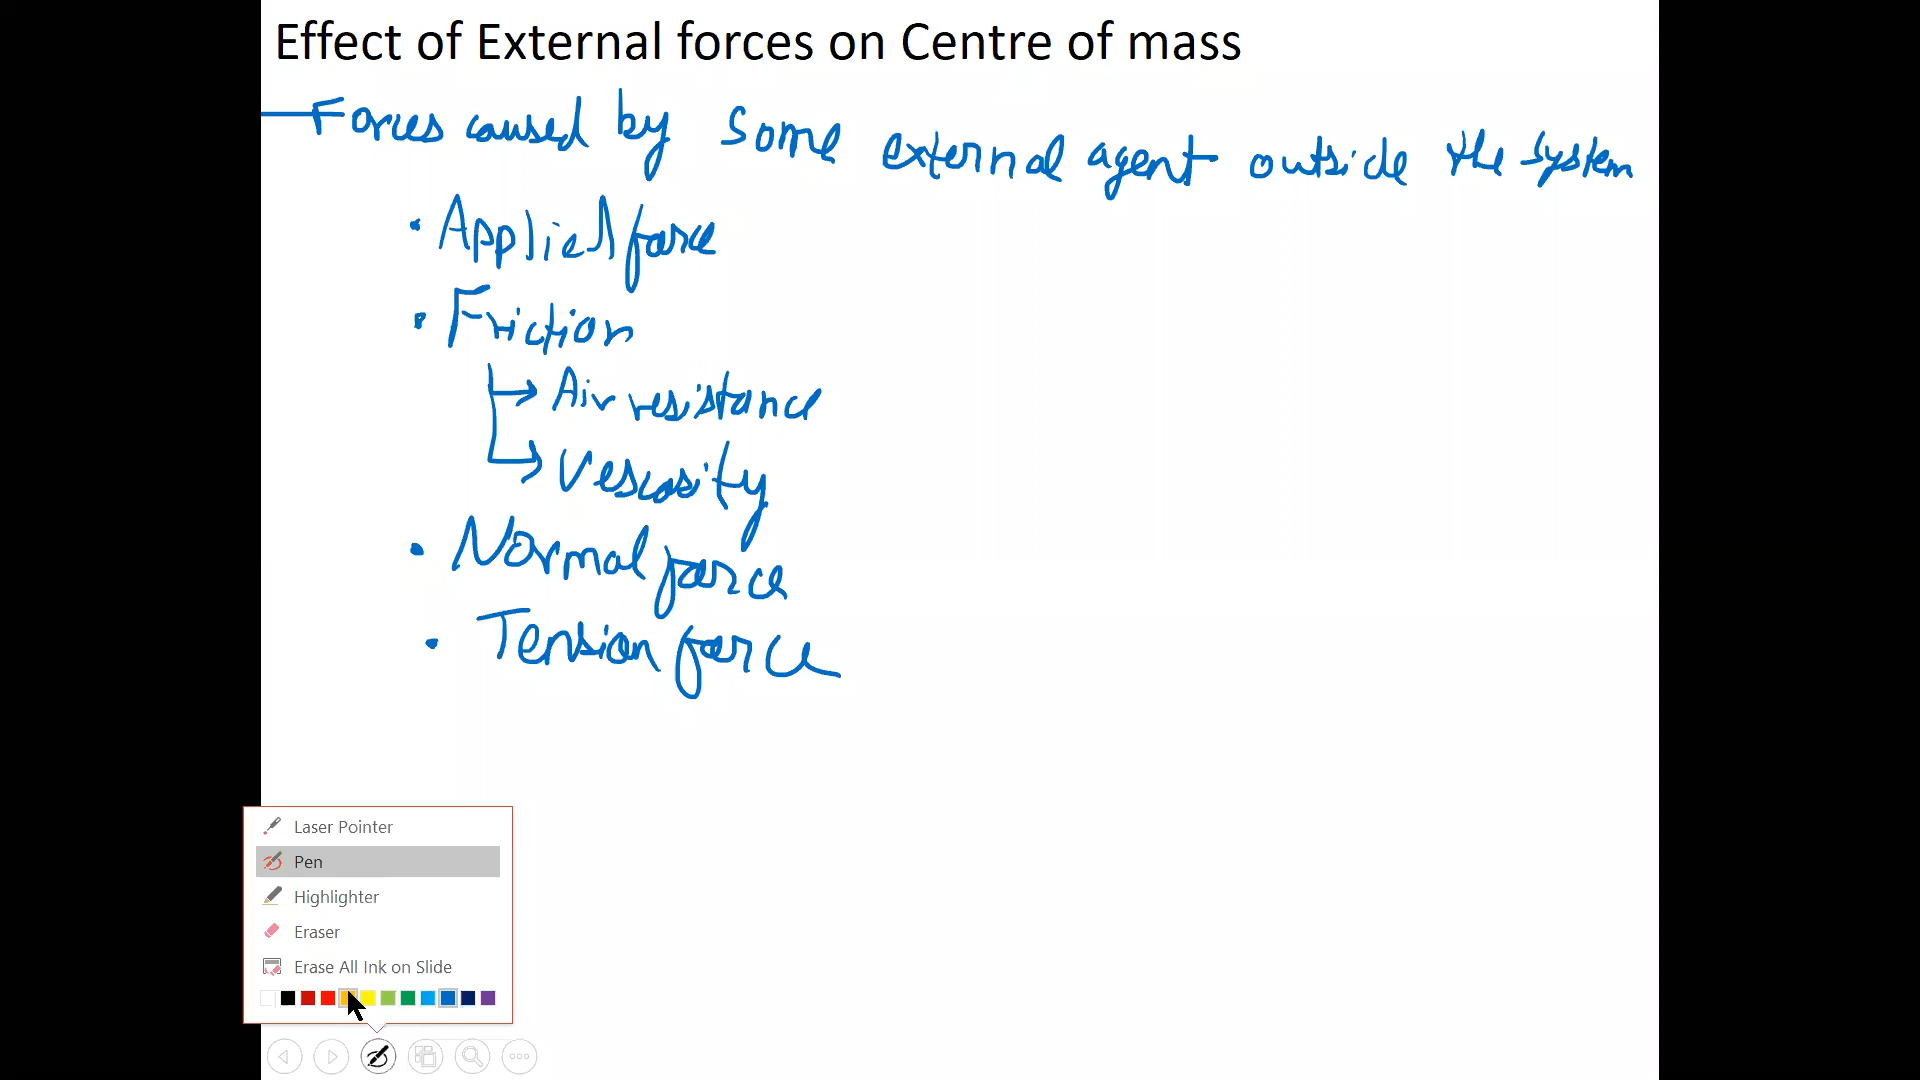 Effect of External forces on Centre of mass
Forces caused by some external agent outside the system
• Applied force
• Friction
→ Air resistance
→ Vescosity
• Normal force
• Tension force
Laser Pointer
Pen
Highlighter
Eraser
Erase All Ink on Slide